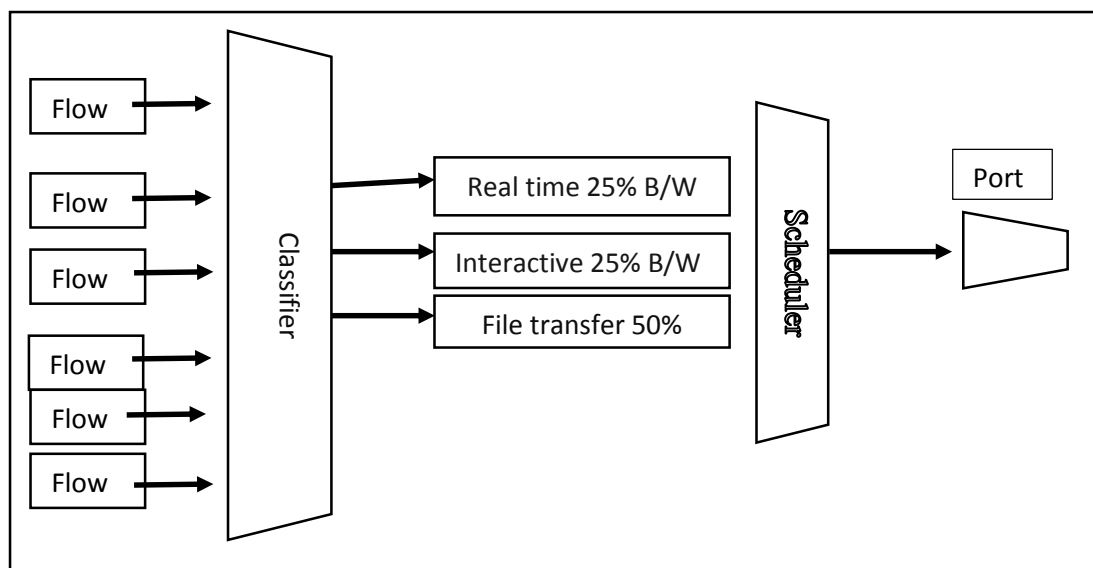 Flow
Flow
Flow
Flow
Flow
Flow
Classifier
Real time 25% B/W
Interactive 25% B/W
File transfer 50%
Scheduler
Port